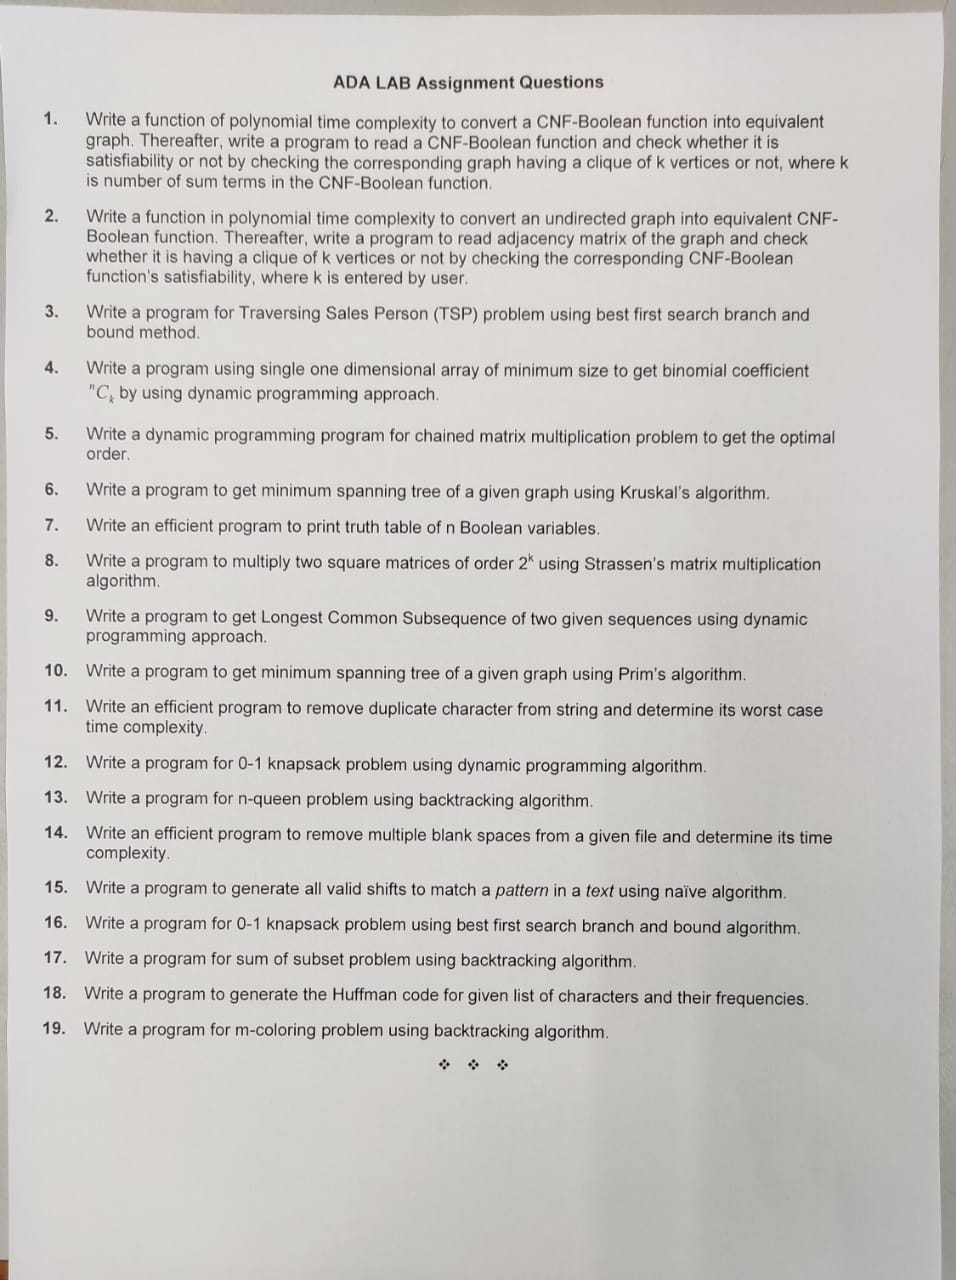 ADA LAB Assignment Questions
1. Write a function of polynomial time complexity to convert a CNF-Boolean function into equivalent
graph. Thereafter, write a program to read a CNF-Boolean function and check whether it is
satisfiability or not by checking the corresponding graph having a clique of k vertices or not, where k
is number of sum terms in the CNF-Boolean function.
2. Write a function in polynomial time complexity to convert an undirected graph into equivalent CNF-
Boolean function. Thereafter, write a program to read adjacency matrix of the graph and check
whether it is having a clique of k vertices or not by checking the corresponding CNF-Boolean
function's satisfiability, where k is entered by user.
3. Write a program for Traversing Sales Person (TSP) problem using best first search branch and
bound method.
4. Write a program using single one dimensional array of minimum size to get binomial coefficient
ⁿCₖ by using dynamic programming approach.
5. Write a dynamic programming program for chained matrix multiplication problem to get the optimal
order.
6. Write a program to get minimum spanning tree of a given graph using Kruskal's algorithm.
7. Write an efficient program to print truth table of n Boolean variables.
8. Write a program to multiply two square matrices of order 2ᵏ using Strassen's matrix multiplication
algorithm.
9. Write a program to get Longest Common Subsequence of two given sequences using dynamic
programming approach.
10. Write a program to get minimum spanning tree of a given graph using Prim's algorithm.
11. Write an efficient program to remove duplicate character from string and determine its worst case
time complexity.
12. Write a program for 0-1 knapsack problem using dynamic programming algorithm.
13. Write a program for n-queen problem using backtracking algorithm.
14. Write an efficient program to remove multiple blank spaces from a given file and determine its time
complexity.
15. Write a program to generate all valid shifts to match a pattern in a text using naïve algorithm.
16. Write a program for 0-1 knapsack problem using best first search branch and bound algorithm.
17. Write a program for sum of subset problem using backtracking algorithm.
18. Write a program to generate the Huffman code for given list of characters and their frequencies.
19. Write a program for m-coloring problem using backtracking algorithm.